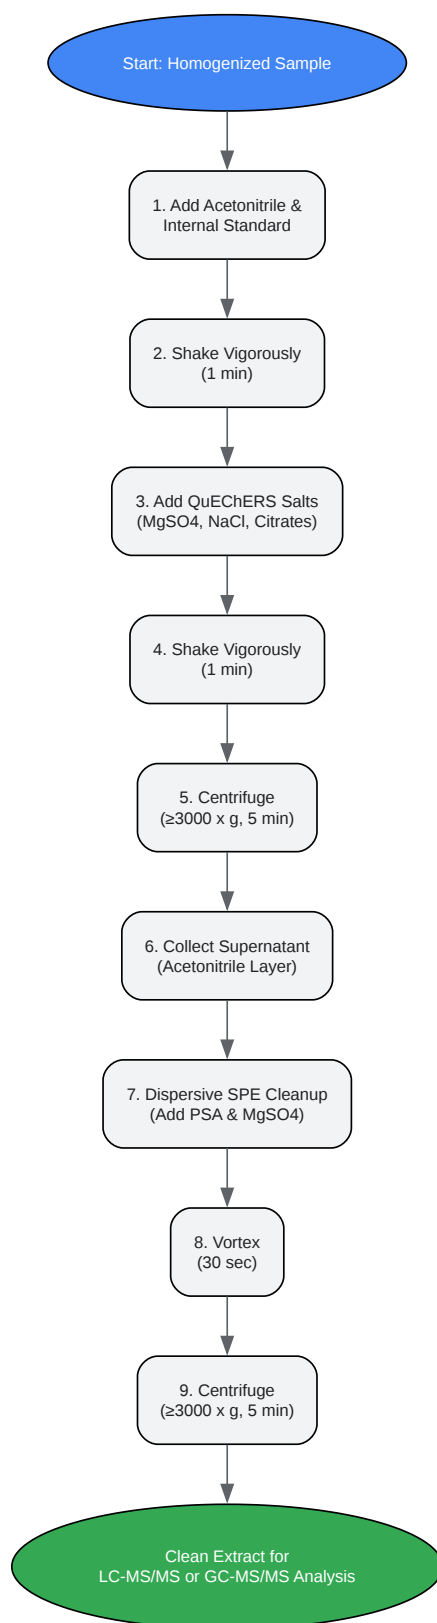 Start: Homogenized Sample
1. Add Acetonitrile &
Internal Standard
2. Shake Vigorously
(1 min)
3. Add QuEChERS Salts
(MgSO4, NaCl, Citrates)
4. Shake Vigorously
(1 min)
5. Centrifuge
(≥3000 x g, 5 min)
6. Collect Supernatant
(Acetonitrile Layer)
7. Dispersive SPE Cleanup
(Add PSA & MgSO4)
8. Vortex
(30 sec)
9. Centrifuge
(≥3000 x g, 5 min)
Clean Extract for
LC-MS/MS or GC-MS/MS Analysis